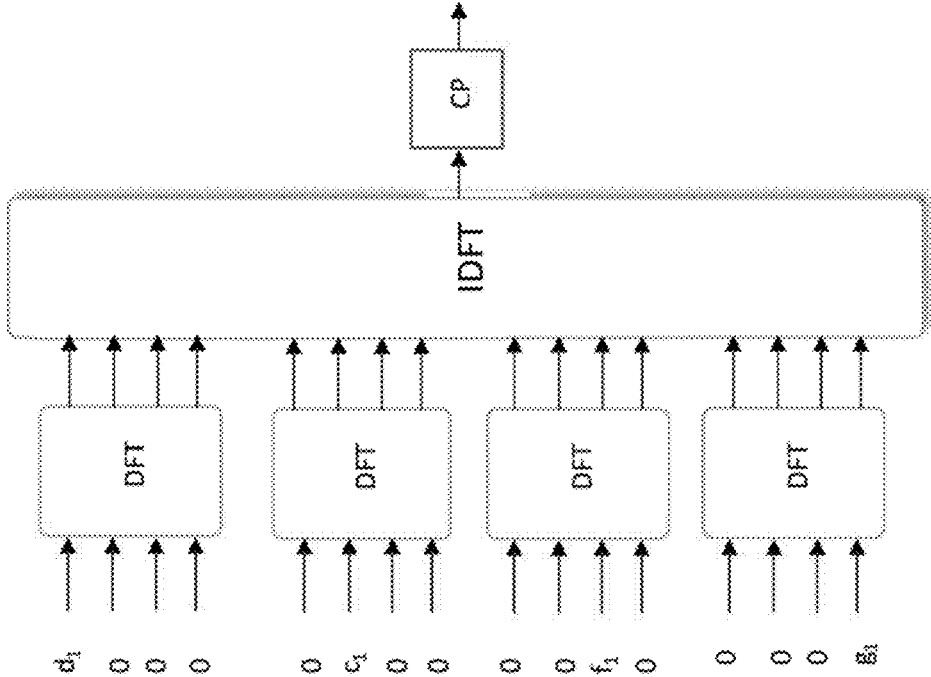 CP
IDFT
DFT DFT DFT DFT
d₁ 0 0 0 0 c₁ 0 0 0 0 f₁ 0 0 0 0 g₁